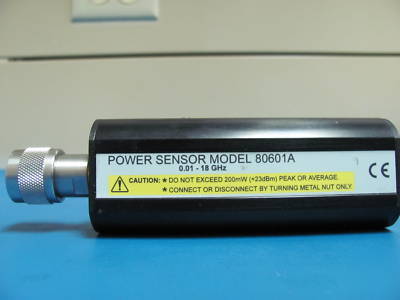 POWER SENSOR MODEL 80601A
0.01 - 18 GHz
CAUTION: ★ DO NOT EXCEED 200mW (+23dBm) PEAK OR AVERAGE.
★ CONNECT OR DISCONNECT BY TURNING METAL NUT ONLY.
CE